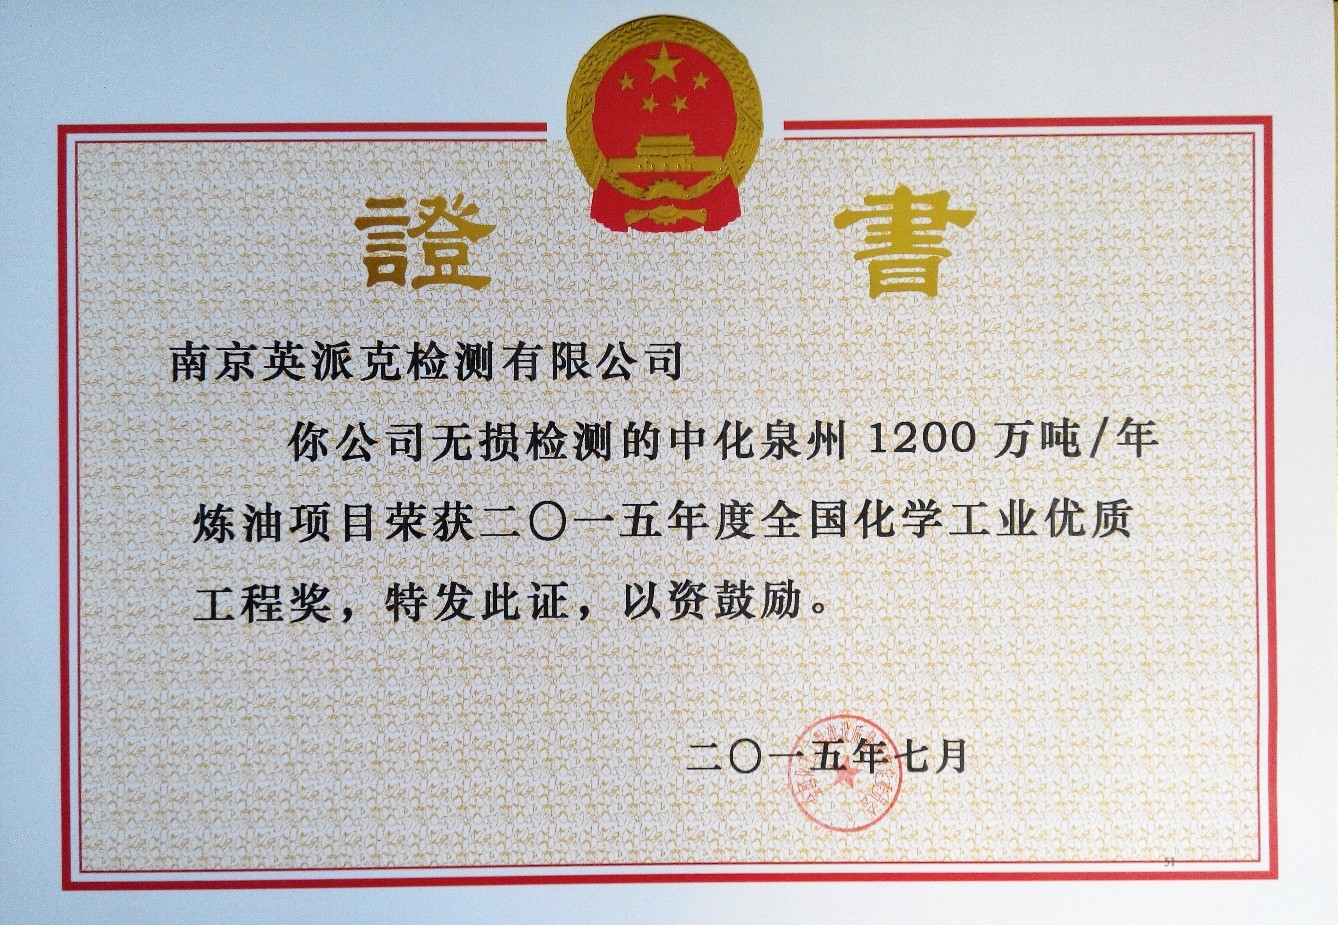 證 書
南京英派克检测有限公司
你公司无损检测的中化泉州 1200 万吨/年
炼油项目荣获二〇一五年度全国化学工业优质
工程奖，特发此证，以资鼓励。
二〇一五年七月
51